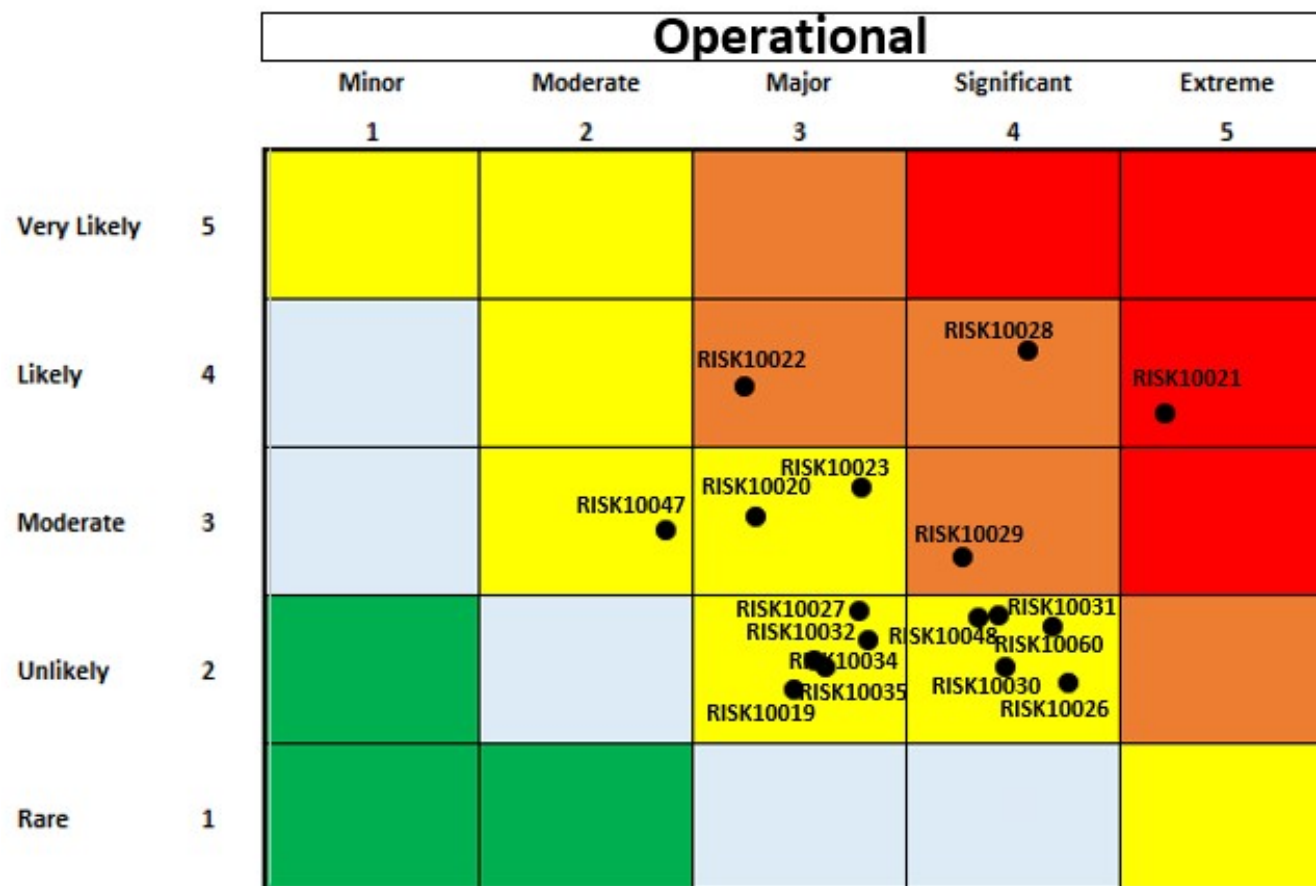 Operational
Minor Moderate Major Significant Extreme
1 2 3 4 5
Very Likely 5
RISK10028
RISK10022
Likely 4 RISK10021
RISK10023
RISK10020
RISK10047
Moderate 3
RISK10029
RISK10027 RISK10031
RISK10032 RISK10048
RISK10060
RISK10034
Unlikely 2
RISK10030
RISK10035
RISK10019 RISK10026
Rare 1